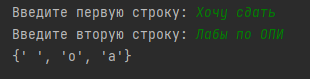 Введите первую строку: Хочу сдать
Введите вторую строку: Лабы по ОПИ
{' ', 'о', 'а'}